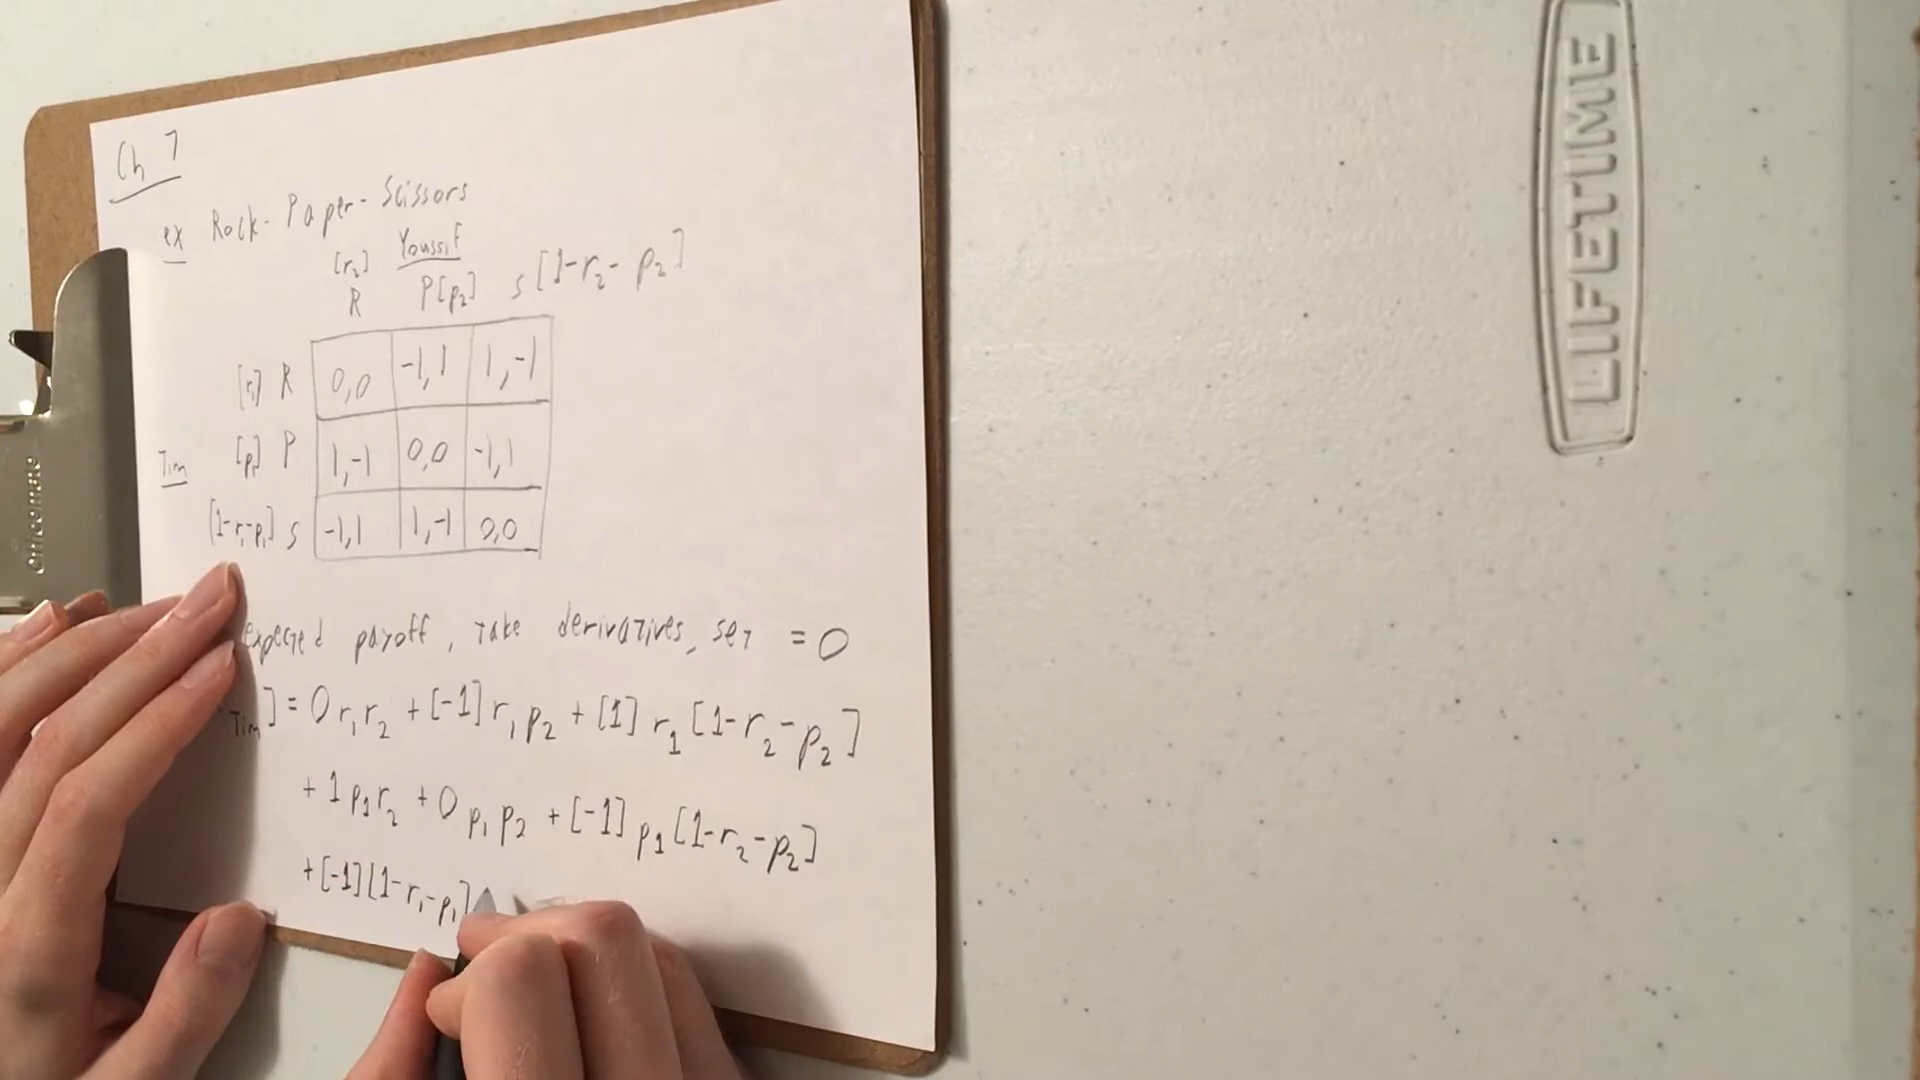 Ch 7
ex Rock-Paper-Scissors
Youssif
[r₂] R P[p₂] S [1-r₂-p₂]
[r₁] R 0,0 -1,1 1,-1
Tim [p₁] P 1,-1 0,0 -1,1
[1-r₁-p₁] S -1,1 1,-1 0,0
expected payoff, take derivatives, set = 0
Tim] = 0 r₁r₂ + [-1] r₁p₂ + [1] r₁ [1-r₂-p₂]
+ 1 p₁r₂ + 0 p₁p₂ + [-1] p₁ [1-r₂-p₂]
+ [-1][1-r₁-p₁]
Officemate
LIFETIME